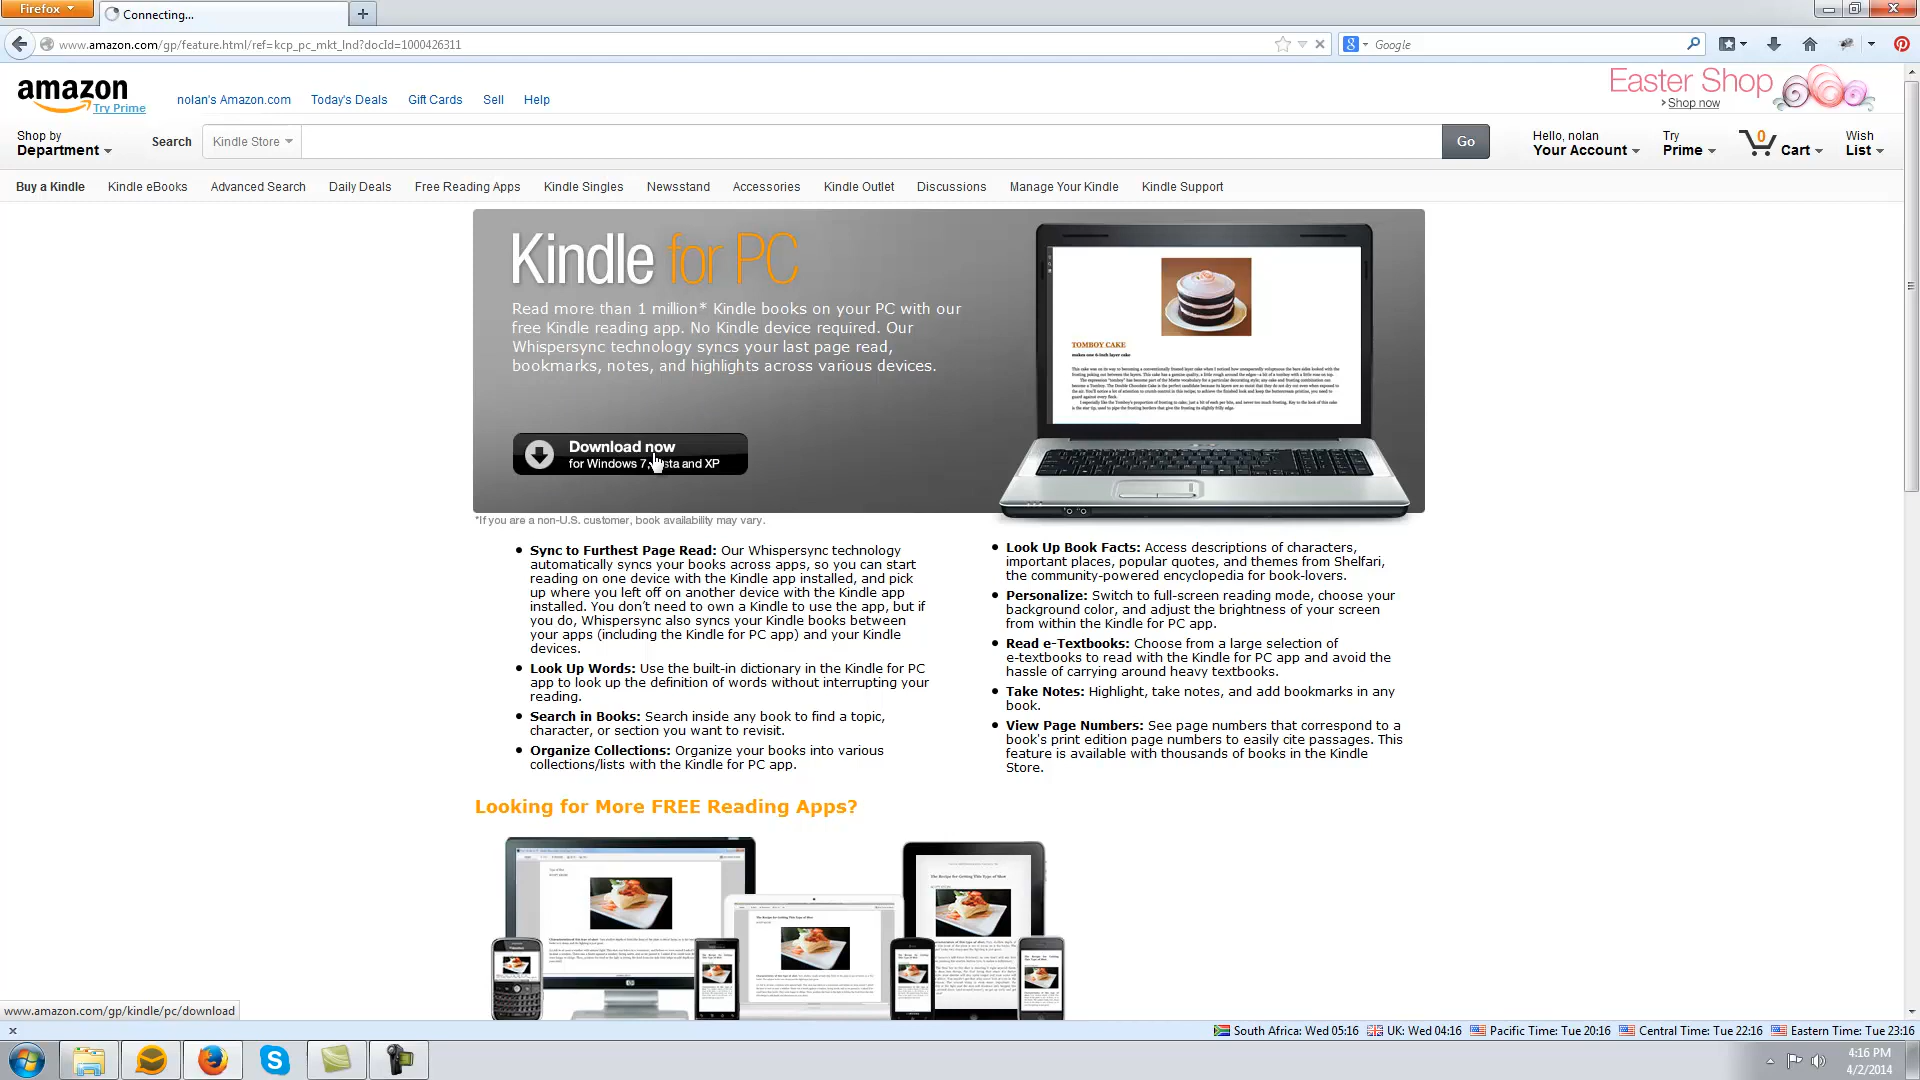 Firefox
Connecting...
www.amazon.com/gp/feature.html/ref=kcp_pc_mkt_lnd?docId=1000426311
Google
amazon
Try Prime
nolan's Amazon.com Today's Deals Gift Cards Sell Help
Easter Shop
Shop now
Shop by
Department
Search
Kindle Store
Go
Hello, nolan
Your Account
Try
Prime
0
Cart
Wish
List
Buy a Kindle Kindle eBooks Advanced Search Daily Deals Free Reading Apps Kindle Singles Newsstand Accessories Kindle Outlet Discussions Manage Your Kindle Kindle Support
Kindle for PC
Read more than 1 million* Kindle books on your PC with our
free Kindle reading app. No Kindle device required. Our
Whispersync technology syncs your last page read,
bookmarks, notes, and highlights across various devices.
Download now
for Windows 7, Vista and XP
TOMBOY CAKE
makes one 6-inch layer cake
*If you are a non-U.S. customer, book availability may vary.
• Sync to Furthest Page Read: Our Whispersync technology
automatically syncs your books across apps, so you can start
reading on one device with the Kindle app installed, and pick
up where you left off on another device with the Kindle app
installed. You don't need to own a Kindle to use the app, but if
you do, Whispersync also syncs your Kindle books between
your apps (including the Kindle for PC app) and your Kindle
devices.
• Look Up Words: Use the built-in dictionary in the Kindle for PC
app to look up the definition of words without interrupting your
reading.
• Search in Books: Search inside any book to find a topic,
character, or section you want to revisit.
• Organize Collections: Organize your books into various
collections/lists with the Kindle for PC app.
• Look Up Book Facts: Access descriptions of characters,
important places, popular quotes, and themes from Shelfari,
the community-powered encyclopedia for book-lovers.
• Personalize: Switch to full-screen reading mode, choose your
background color, and adjust the brightness of your screen
from within the Kindle for PC app.
• Read e-Textbooks: Choose from a large selection of
e-textbooks to read with the Kindle for PC app and avoid the
hassle of carrying around heavy textbooks.
• Take Notes: Highlight, take notes, and add bookmarks in any
book.
• View Page Numbers: See page numbers that correspond to a
book's print edition page numbers to easily cite passages. This
feature is available with thousands of books in the Kindle
Store.
Looking for More FREE Reading Apps?
www.amazon.com/gp/kindle/pc/download
South Africa: Wed 05:16 UK: Wed 04:16 Pacific Time: Tue 20:16 Central Time: Tue 22:16 Eastern Time: Tue 23:16
4:16 PM
4/2/2014